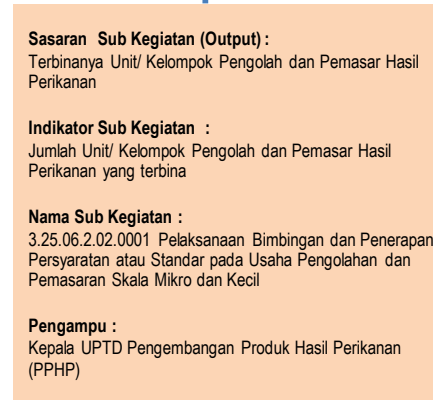 Sasaran Sub Kegiatan (Output) :
Terbinanya Unit/ Kelompok Pengolah dan Pemasar Hasil
Perikanan
Indikator Sub Kegiatan :
Jumlah Unit/ Kelompok Pengolah dan Pemasar Hasil
Perikanan yang terbina
Nama Sub Kegiatan :
3.25.06.2.02.0001 Pelaksanaan Bimbingan dan Penerapan
Persyaratan atau Standar pada Usaha Pengolahan dan
Pemasaran Skala Mikro dan Kecil
Pengampu :
Kepala UPTD Pengembangan Produk Hasil Perikanan
(PPHP)